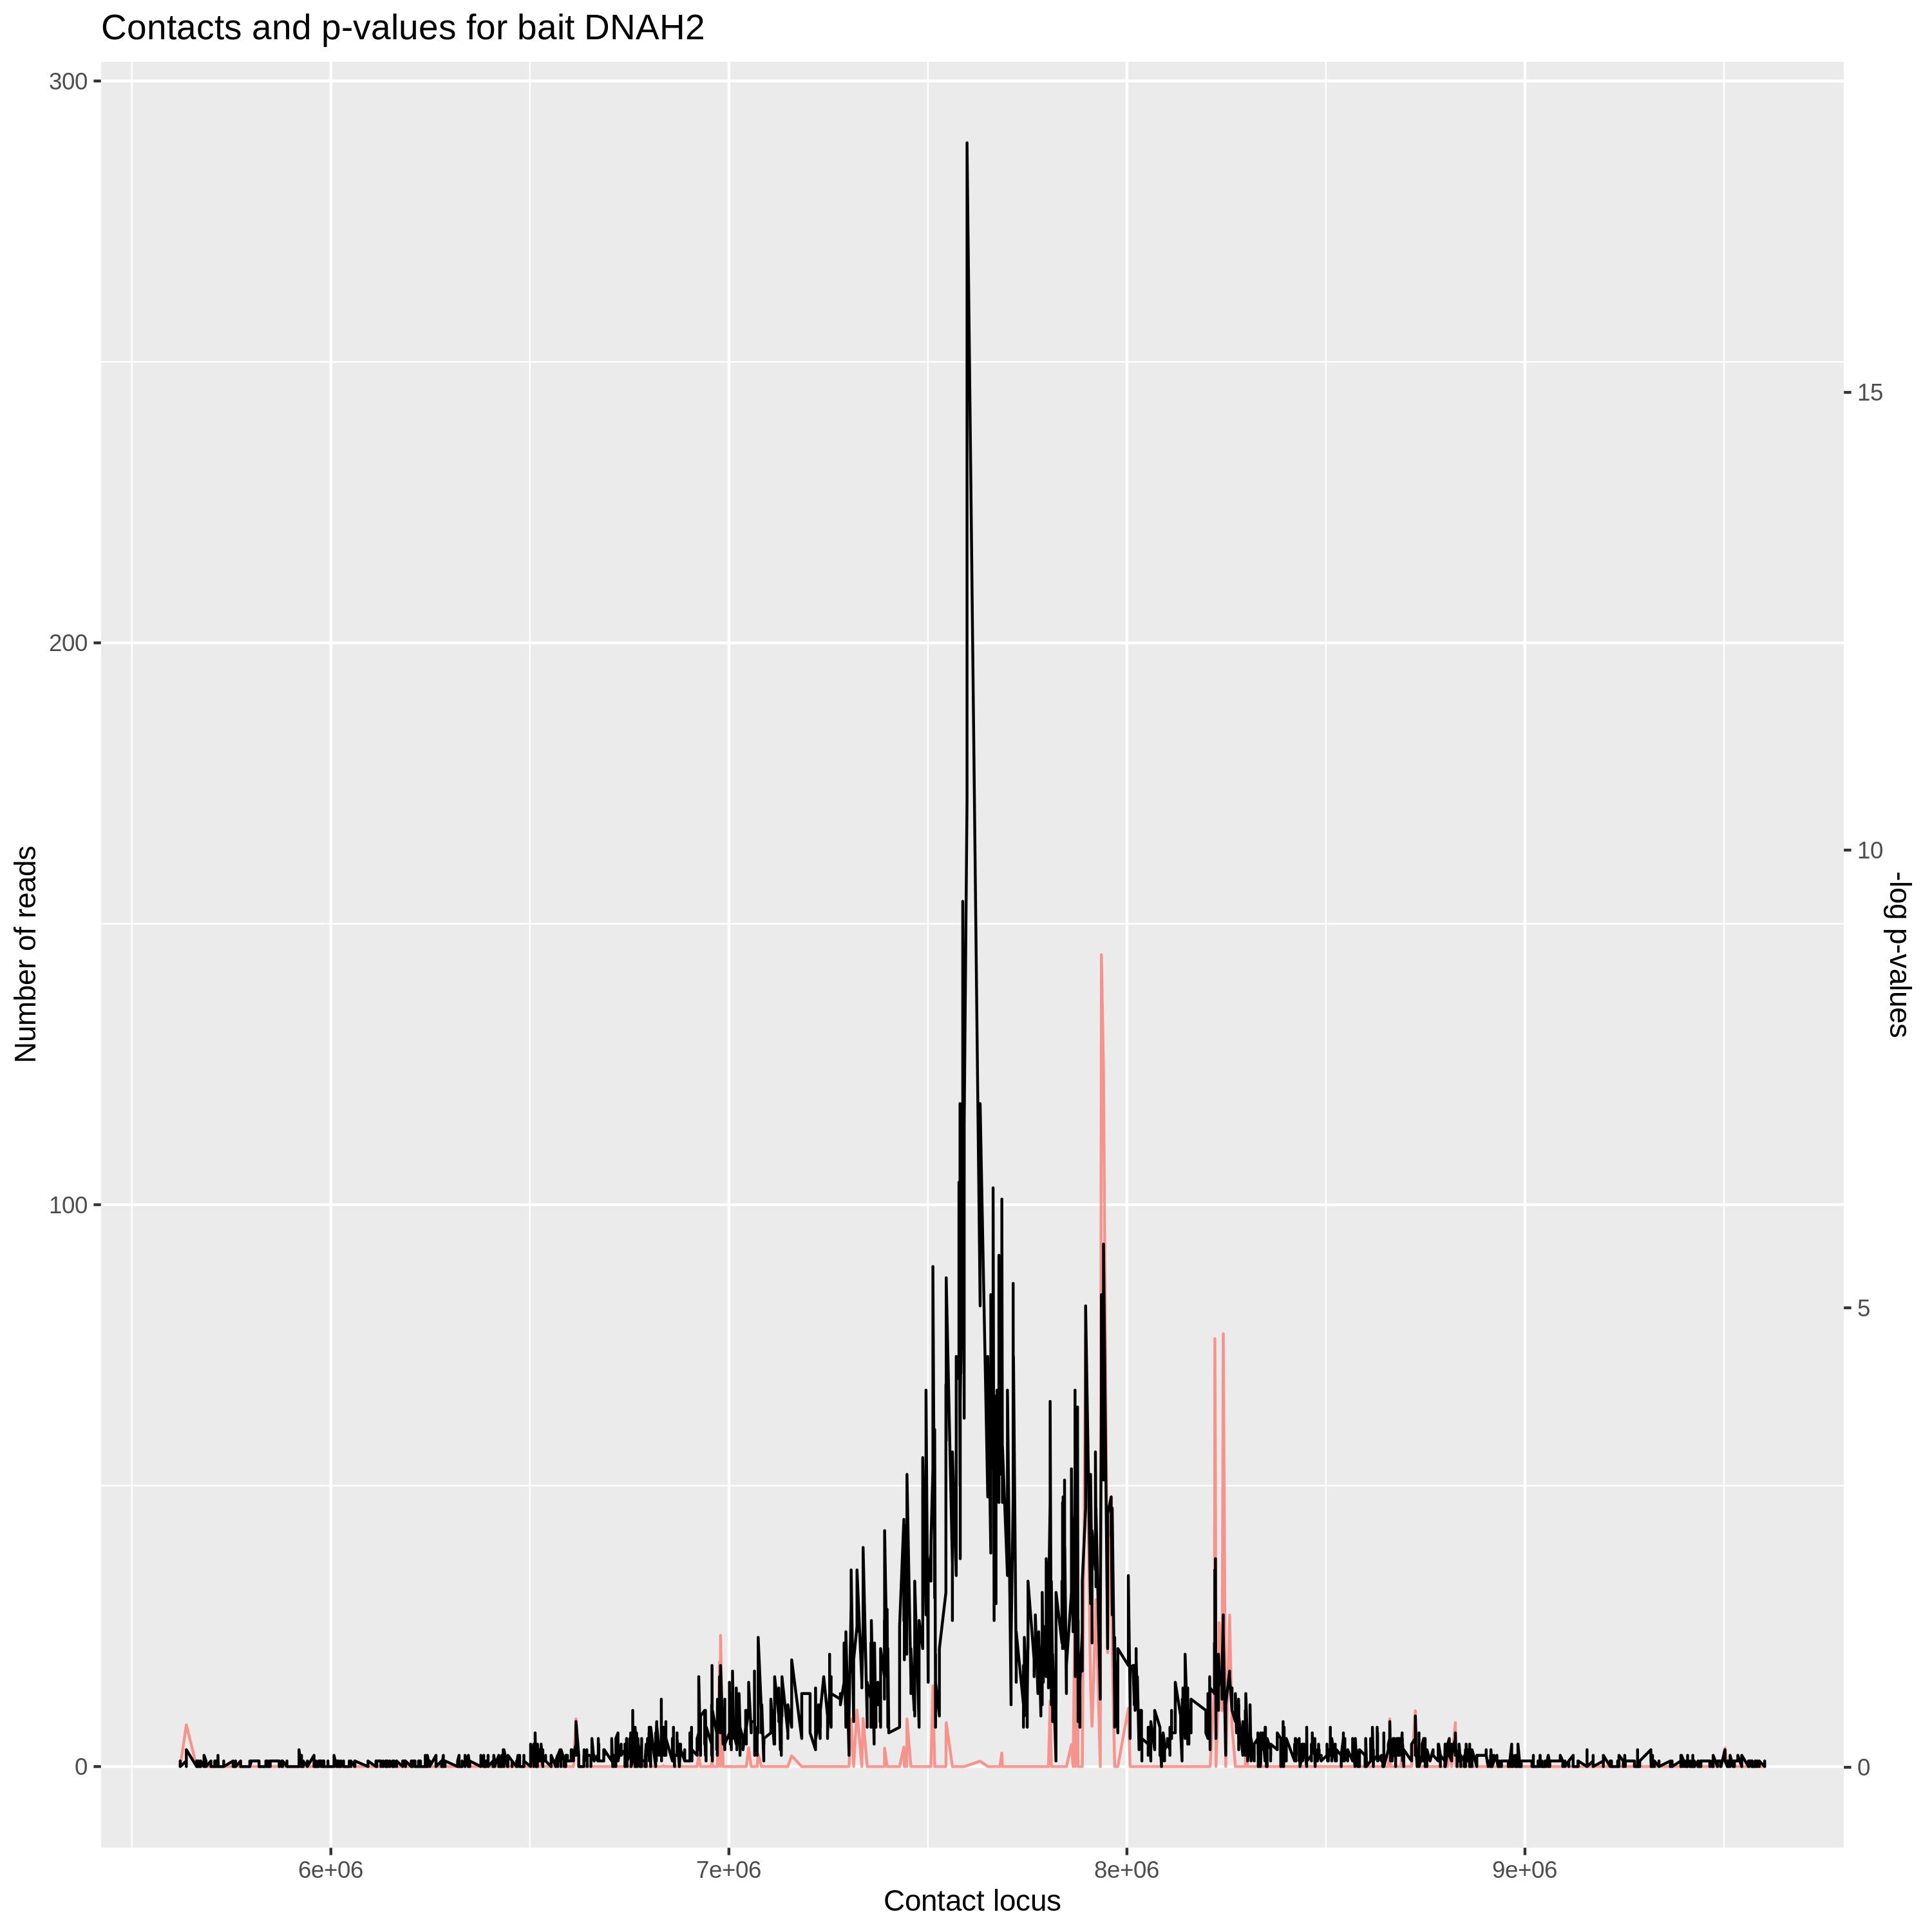 Contacts and p-values for bait DNAH2
300
200
100
0
Number of reads
15
10
5
0
-log p-values
6e+06
7e+06
8e+06
9e+06
Contact locus